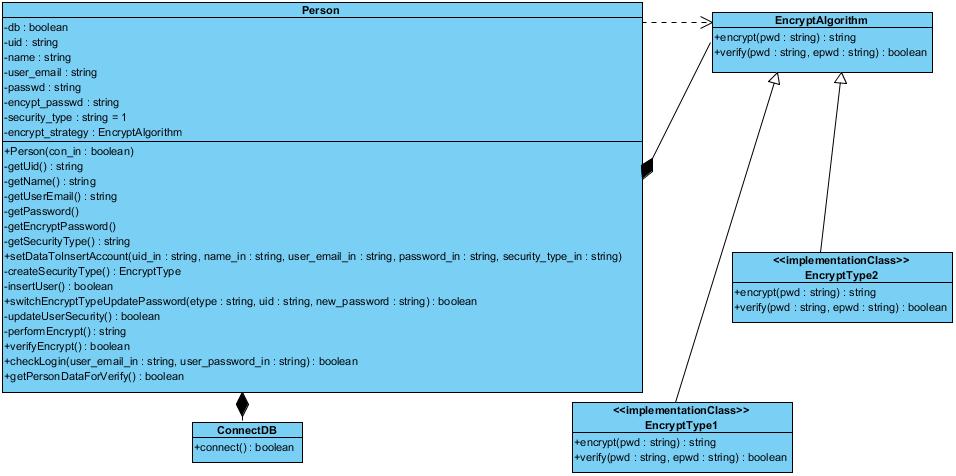 Person
-db : boolean
-uid : string
-name : string
-user_email : string
-passwd : string
-encypt_passwd : string
-security_type : string = 1
-encrypt_strategy : EncryptAlgorithm
+Person(con_in : boolean)
-getUid() : string
-getName() : string
-getUserEmail() : string
-getPassword()
-getEncryptPassword()
-getSecurityType() : string
+setDataToInsertAccount(uid_in : string, name_in : string, user_email_in : string, password_in : string, security_type_in : string)
-createSecurityType() : EncryptType
-insertUser() : boolean
+switchEncryptTypeUpdatePassword(etype : string, uid : string, new_password : string) : boolean
-updateUserSecurity() : boolean
-performEncrypt() : string
+verifyEncrypt() : boolean
+checkLogin(user_email_in : string, user_password_in : string) : boolean
+getPersonDataForVerify() : boolean
EncryptAlgorithm
+encrypt(pwd : string) : string
+verify(pwd : string, epwd : string) : boolean
<<implementationClass>>
EncryptType2
+encrypt(pwd : string) : string
+verify(pwd : string, epwd : string) : boolean
<<implementationClass>>
EncryptType1
+encrypt(pwd : string) : string
+verify(pwd : string, epwd : string) : boolean
ConnectDB
+connect() : boolean